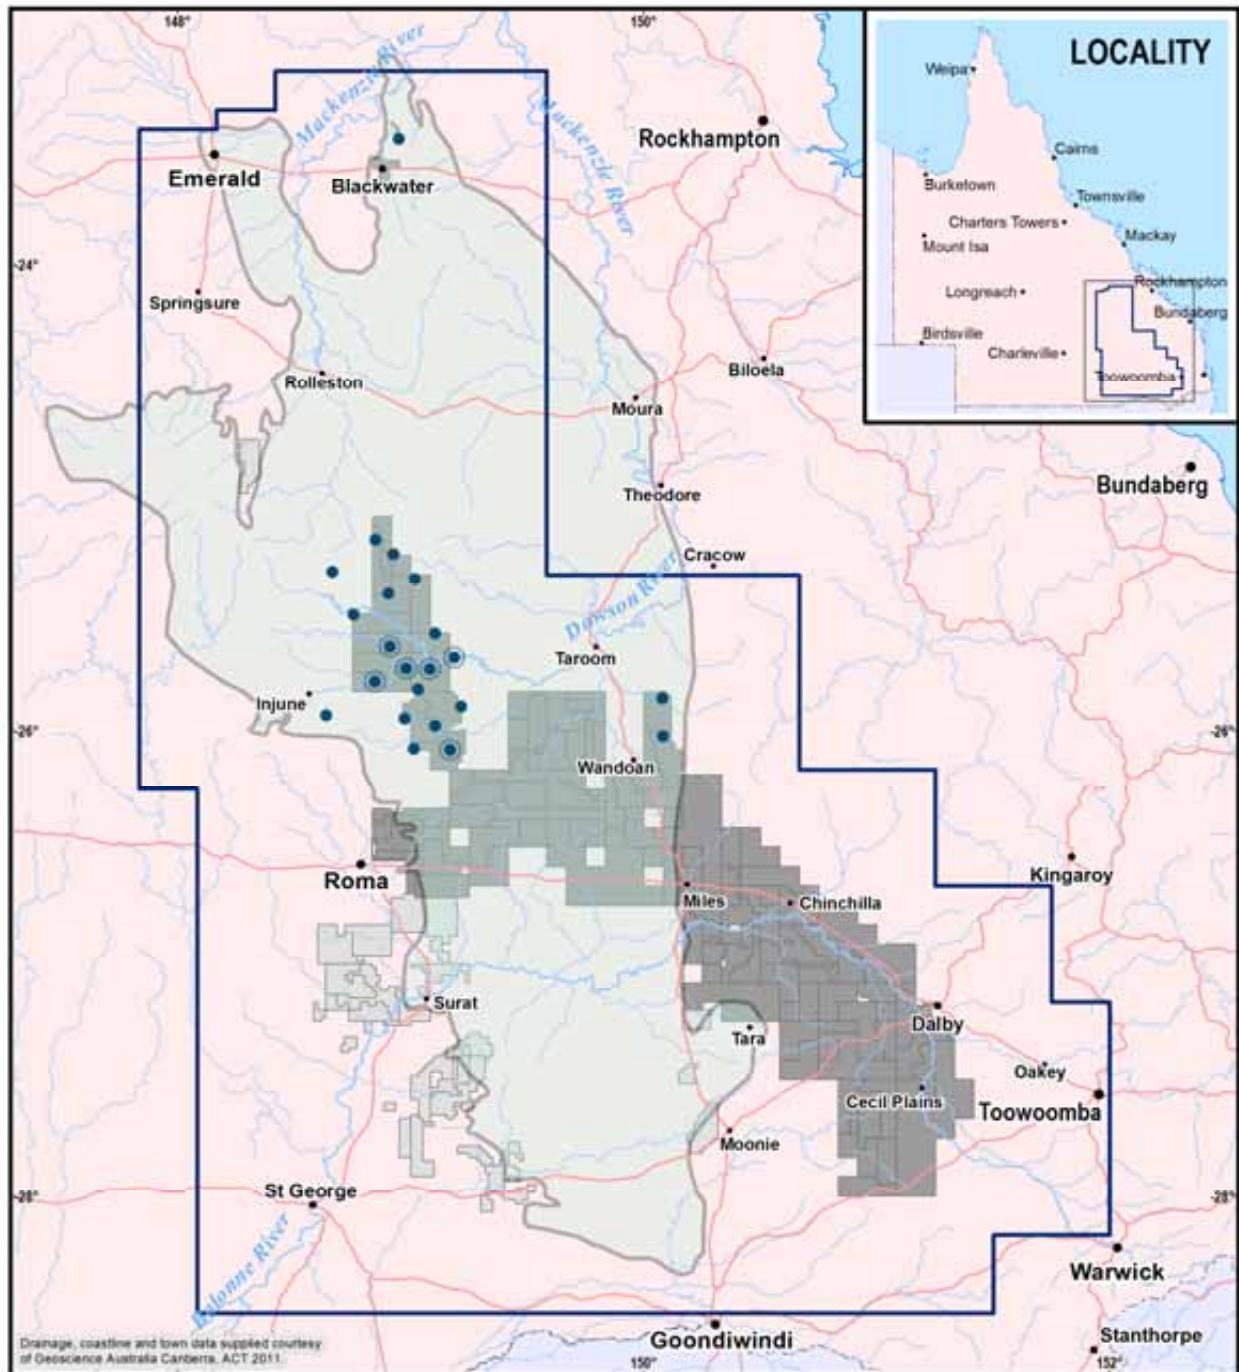 148°
150°
LOCALITY
Weipa
Cairns
Burketown
Townsville
Charters Towers
Mount Isa
Mackay
Longreach
Rockhampton
Bundaberg
Birdsville
Charleville
Toowoomba
Mackenzie River
Mackenzie River
Rockhampton
Emerald
Blackwater
-24°
Springsure
Rolleston
Biloela
Moura
Bundaberg
Theodore
Cracow
Dawson River
Taroom
Injune
-26°
-26°
Wandoan
Roma
Kingaroy
Miles
Chinchilla
Surat
Dalby
Tara
Oakey
Cecil Plains
Toowoomba
Moonie
St George
-28°
-28°
Balonne River
Warwick
Goondiwindi
Stanthorpe
Drainage, coastline and town data supplied courtesy
of Geoscience Australia Canberra, ACT 2011.
150°
152°